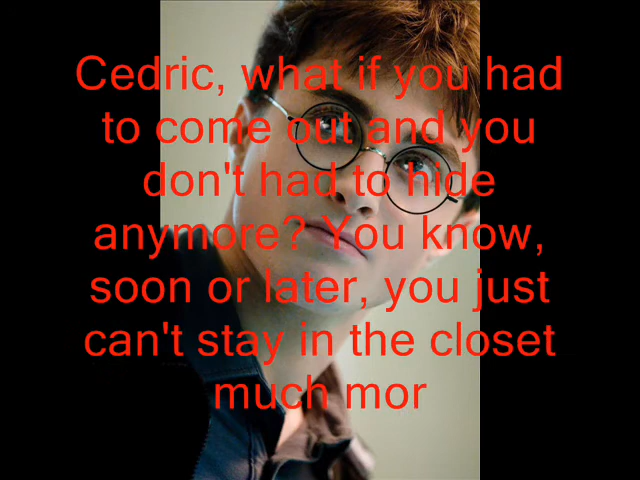 Cedric, what if you had
to come out and you
don't had to hide
anymore? You know,
soon or later, you just
can't stay in the closet
much mor